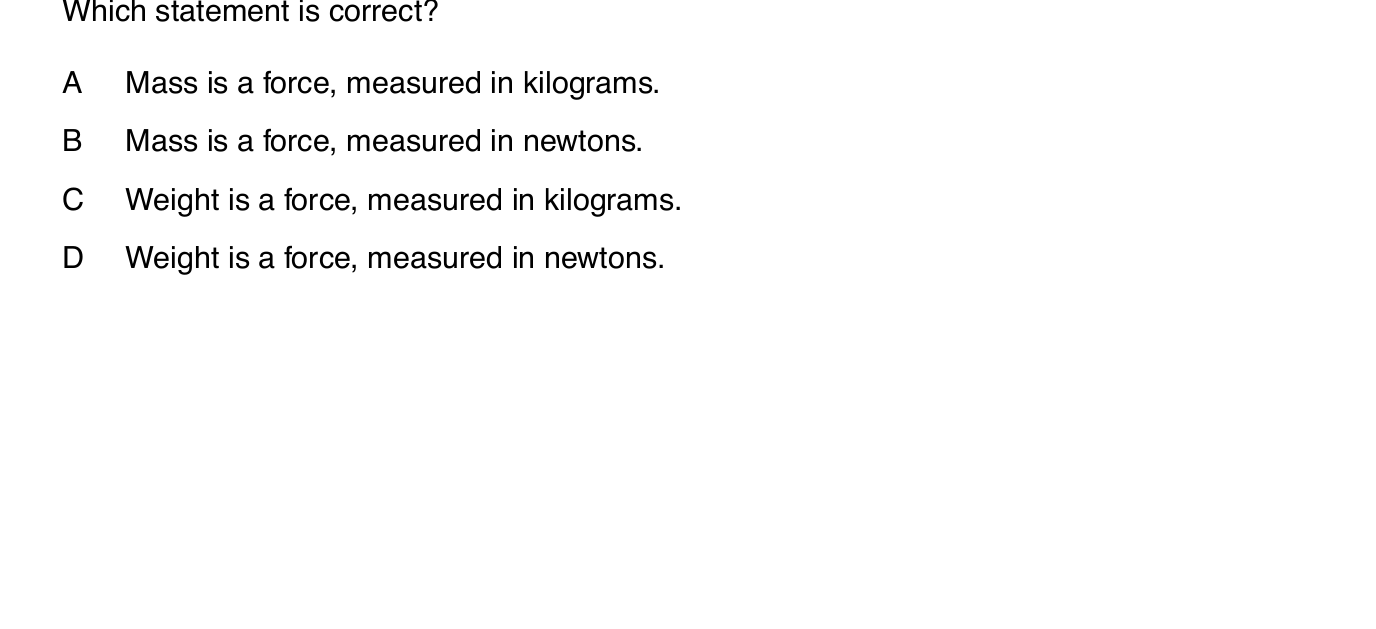 Which statement is correct?
A Mass is a force, measured in kilograms.
B Mass is a force, measured in newtons.
C Weight is a force, measured in kilograms.
D Weight is a force, measured in newtons.